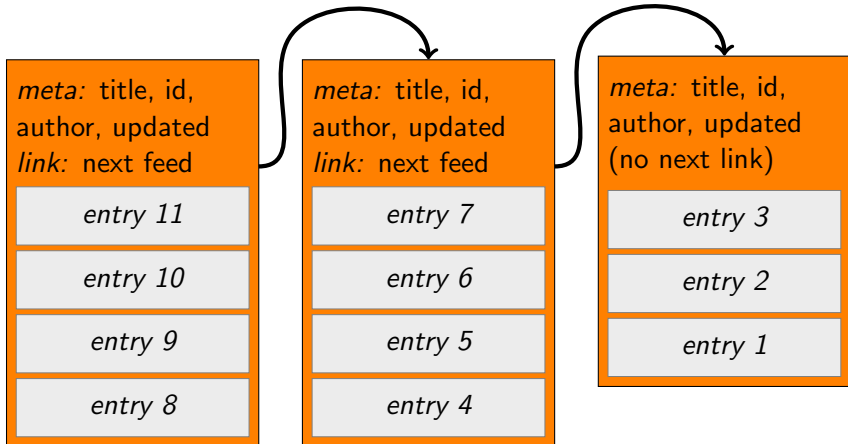 meta: title, id,
author, updated
link: next feed
entry 11
entry 10
entry 9
entry 8
meta: title, id,
author, updated
link: next feed
entry 7
entry 6
entry 5
entry 4
meta: title, id,
author, updated
(no next link)
entry 3
entry 2
entry 1